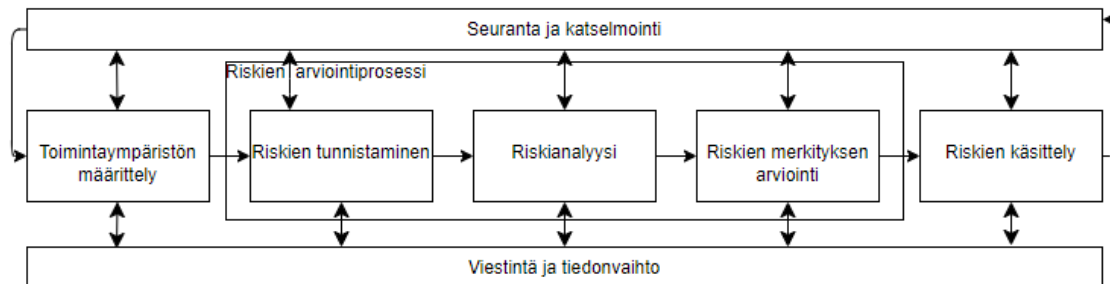 Seuranta ja katselmointi
Riskien arviointiprosessi
Toimintaympäristön
määrittely
Riskien tunnistaminen
Riskianalyysi
Riskien merkityksen
arviointi
Riskien käsittely
Viestintä ja tiedonvaihto